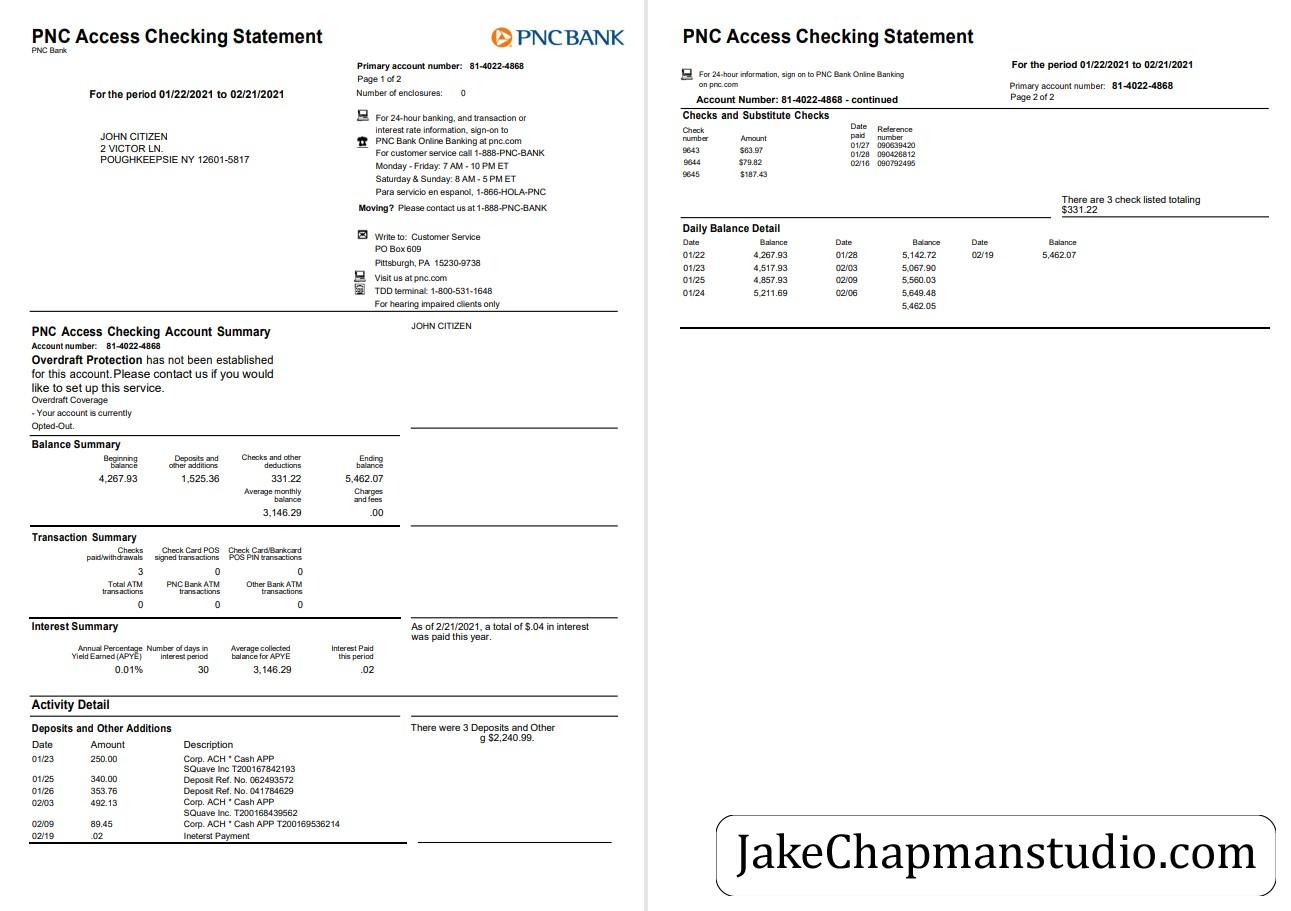 PNC Access Checking Statement
PNC Bank
PNCBANK
Primary account number: 81-4022-4868
Page 1 of 2
Number of enclosures: 0
For the period 01/22/2021 to 02/21/2021
JOHN CITIZEN
2 VICTOR LN.
POUGHKEEPSIE NY 12601-5817
For 24-hour banking, and transaction or
interest rate information, sign-on to
PNC Bank Online Banking at pnc.com
For customer service call 1-888-PNC-BANK
Monday - Friday: 7 AM - 10 PM ET
Saturday & Sunday: 8 AM - 5 PM ET
Para servicio en espanol, 1-866-HOLA-PNC
Moving? Please contact us at 1-888-PNC-BANK
Write to: Customer Service
PO Box 609
Pittsburgh, PA 15230-9738
Visit us at pnc.com
TDD terminal: 1-800-531-1648
For hearing impaired clients only
PNC Access Checking Account Summary
Account number: 81-4022-4868
Overdraft Protection has not been established
for this account.Please contact us if you would
like to set up this service.
Overdraft Coverage
- Your account is currently
Opted-Out.
JOHN CITIZEN
Balance Summary
Beginning balance Deposits and other additions Checks and other deductions Ending balance
4,267.93 1,525.36 331.22 5,462.07
Average monthly balance Charges and fees
3,146.29 .00
Transaction Summary
Checks paid/withdrawals Check Card POS signed transactions Check Card/Bankcard POS PIN transactions
3 0 0
Total ATM transactions PNC Bank ATM transactions Other Bank ATM transactions
0 0 0
Interest Summary
As of 2/21/2021, a total of $.04 in interest
was paid this year.
Annual Percentage Yield Earned (APYE) Number of days in interest period Average collected balance for APYE Interest Paid this period
0.01% 30 3,146.29 .02
Activity Detail
Deposits and Other Additions
There were 3 Deposits and Other
g $2,240.99.
Date Amount Description
01/23 250.00 Corp. ACH * Cash APP
SQuave Inc T200167842193
01/25 340.00 Deposit Ref. No. 062493572
01/26 353.76 Deposit Ref. No. 041784629
02/03 492.13 Corp. ACH * Cash APP
SQuave Inc. T200168439562
02/09 89.45 Corp. ACH * Cash APP T200169536214
02/19 .02 Ineterst Payment
PNC Access Checking Statement
For 24-hour information, sign on to PNC Bank Online Banking
on pnc.com
Account Number: 81-4022-4868 - continued
For the period 01/22/2021 to 02/21/2021
Primary account number: 81-4022-4868
Page 2 of 2
Checks and Substitute Checks
Check number Amount Date paid Reference number
9643 $63.97 01/27 090639420
9644 $79.82 01/28 090426812
9645 $187.43 02/16 090792495
There are 3 check listed totaling
$331.22
Daily Balance Detail
Date Balance Date Balance Date Balance
01/22 4,267.93 01/28 5,142.72 02/19 5,462.07
01/23 4,517.93 02/03 5,067.90
01/25 4,857.93 02/09 5,560.03
01/24 5,211.69 02/06 5,649.48
5,462.05
JakeChapmanstudio.com